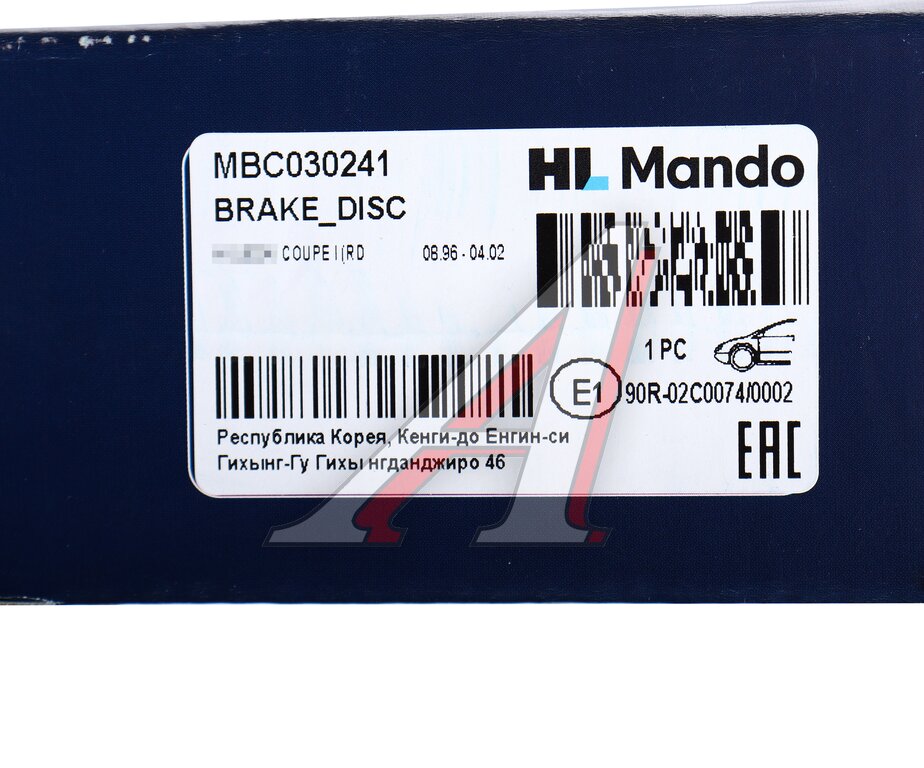 MBC030241
HL Mando
BRAKE_DISC
COUPE I (RD 08.96 - 04.02
1 PC
E1 90R-02C0074/0002
Республика Корея, Кенги-до Енгин-си
Гихынг-Гу Гихы нгданджиро 46
EAC